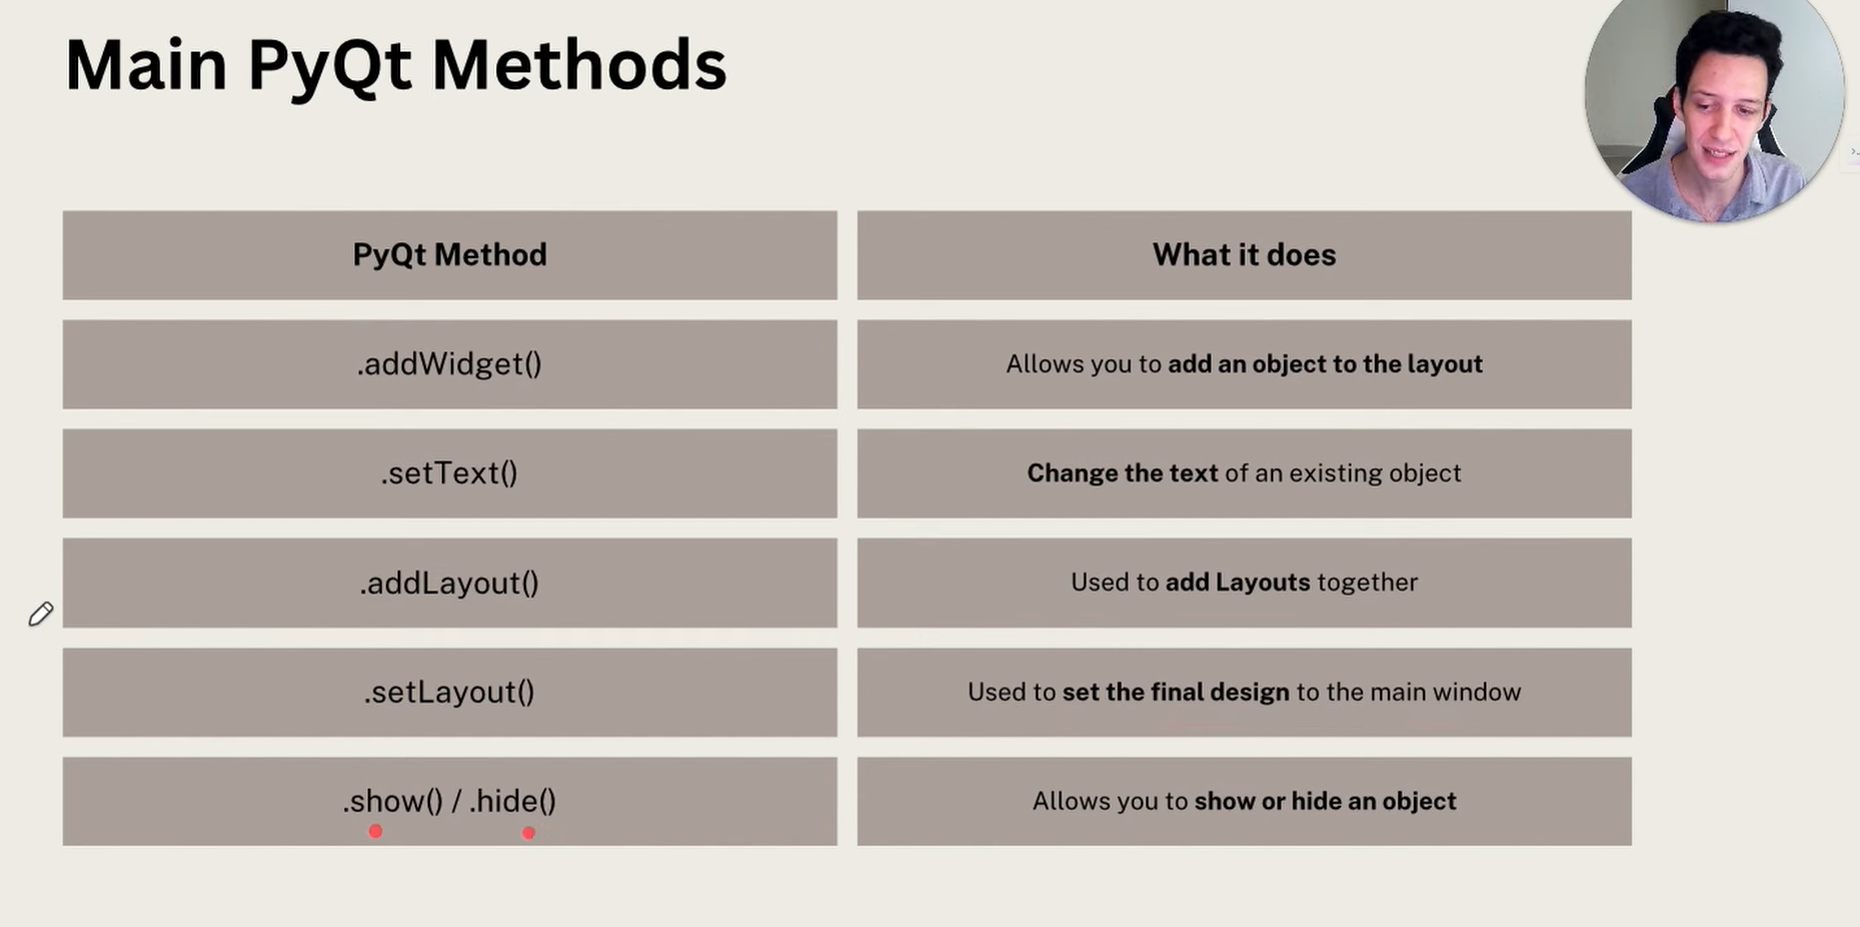 Main PyQt Methods
PyQt Method
What it does
.addWidget()
Allows you to add an object to the layout
.setText()
Change the text of an existing object
.addLayout()
Used to add Layouts together
.setLayout()
Used to set the final design to the main window
.show() / .hide()
Allows you to show or hide an object